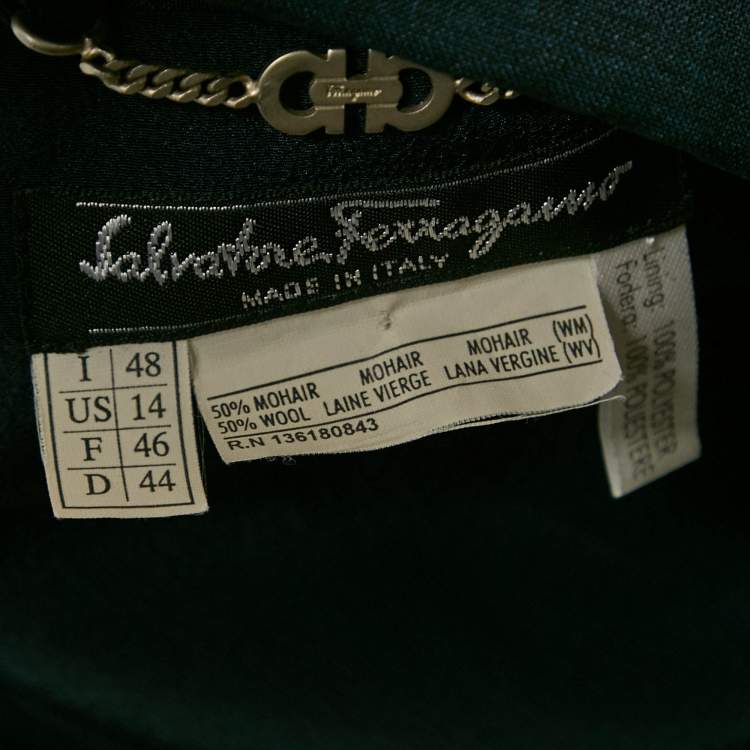 Ferragamo
Salvatore Ferragamo
MADE IN ITALY
I 48
US 14
F 46
D 44
50% MOHAIR MOHAIR MOHAIR (WM)
50% WOOL LAINE VIERGE LANA VERGINE (WV)
R.N 136180843
Lining: 100% POLYESTER
Fodera: 100% POLIESTERE